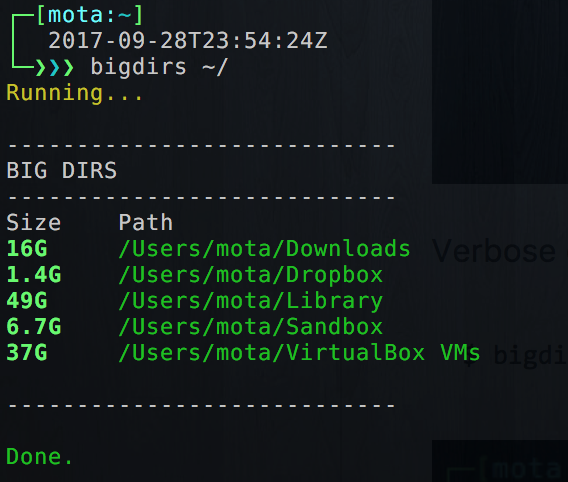 [mota:~]
2017-09-28T23:54:24Z
❯❯❯ bigdirs ~/
Running...
----------------------------
BIG DIRS
----------------------------
Size    Path
16G     /Users/mota/Downloads
1.4G    /Users/mota/Dropbox
49G     /Users/mota/Library
6.7G    /Users/mota/Sandbox
37G     /Users/mota/VirtualBox VMs
----------------------------
Done.
Verbose
bigdi
[mota